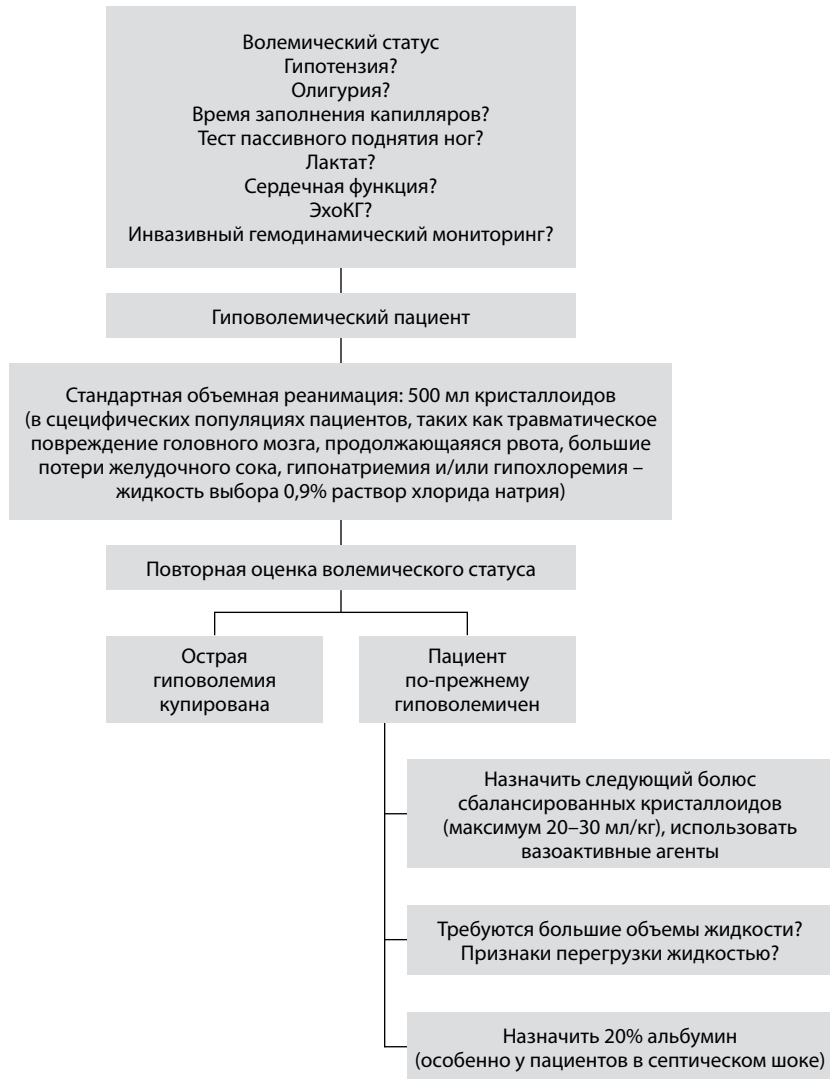 Волемический статус
Гипотензия?
Олигурия?
Время заполнения капилляров?
Тест пассивного поднятия ног?
Лактат?
Сердечная функция?
ЭхоКГ?
Инвазивный гемодинамический мониторинг?
Гиповолемический пациент
Стандартная объемная реанимация: 500 мл кристаллоидов
(в сцецифических популяциях пациентов, таких как травматическое
повреждение головного мозга, продолжающаяся рвота, большие
потери желудочного сока, гипонатриемия и/или гипохлоремия –
жидкость выбора 0,9% раствор хлорида натрия)
Повторная оценка волемического статуса
Острая
гиповолемия
купирована
Пациент
по-прежнему
гиповолемичен
Назначить следующий болюс
сбалансированных кристаллоидов
(максимум 20–30 мл/кг), использовать
вазоактивные агенты
Требуются большие объемы жидкости?
Признаки перегрузки жидкостью?
Назначить 20% альбумин
(особенно у пациентов в септическом шоке)